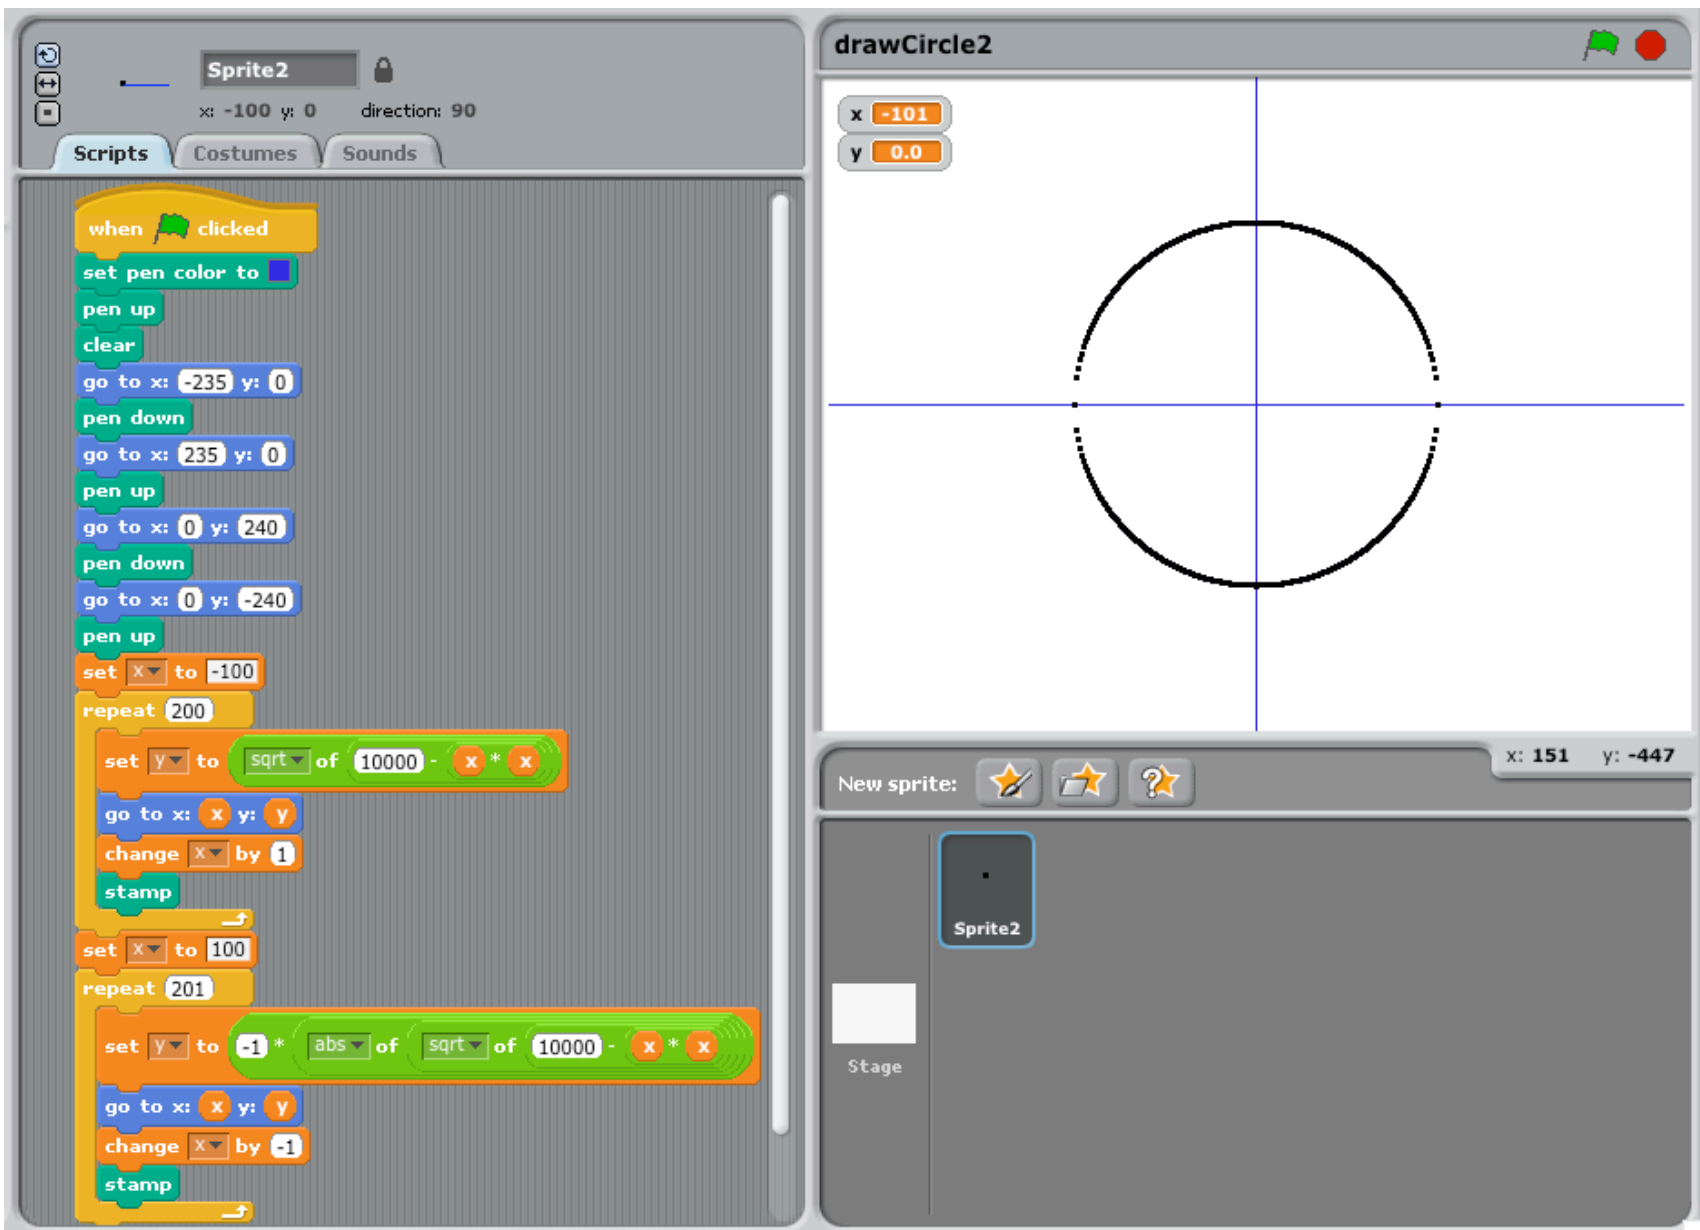 Sprite2
x: -100 y: 0 direction: 90
Scripts Costumes Sounds
when clicked
set pen color to
pen up
clear
go to x: -235 y: 0
pen down
go to x: 235 y: 0
pen up
go to x: 0 y: 240
pen down
go to x: 0 y: -240
pen up
set x to -100
repeat 200
set y to sqrt of 10000 - x * x
go to x: x y: y
change x by 1
stamp
set x to 100
repeat 201
set y to -1 * abs of sqrt of 10000 - x * x
go to x: x y: y
change x by -1
stamp
drawCircle2
x -101
y 0.0
x: 151 y: -447
New sprite:
Sprite2
Stage